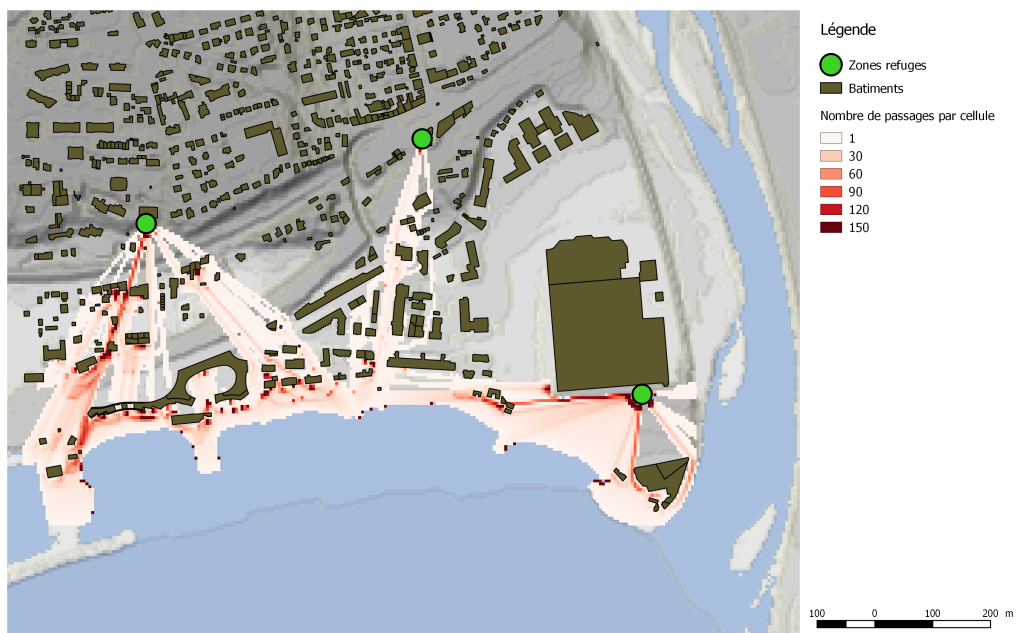 Légende
Zones refuges
Batiments
Nombre de passages par cellule
1
30
60
90
120
150
100 0 100 200 m